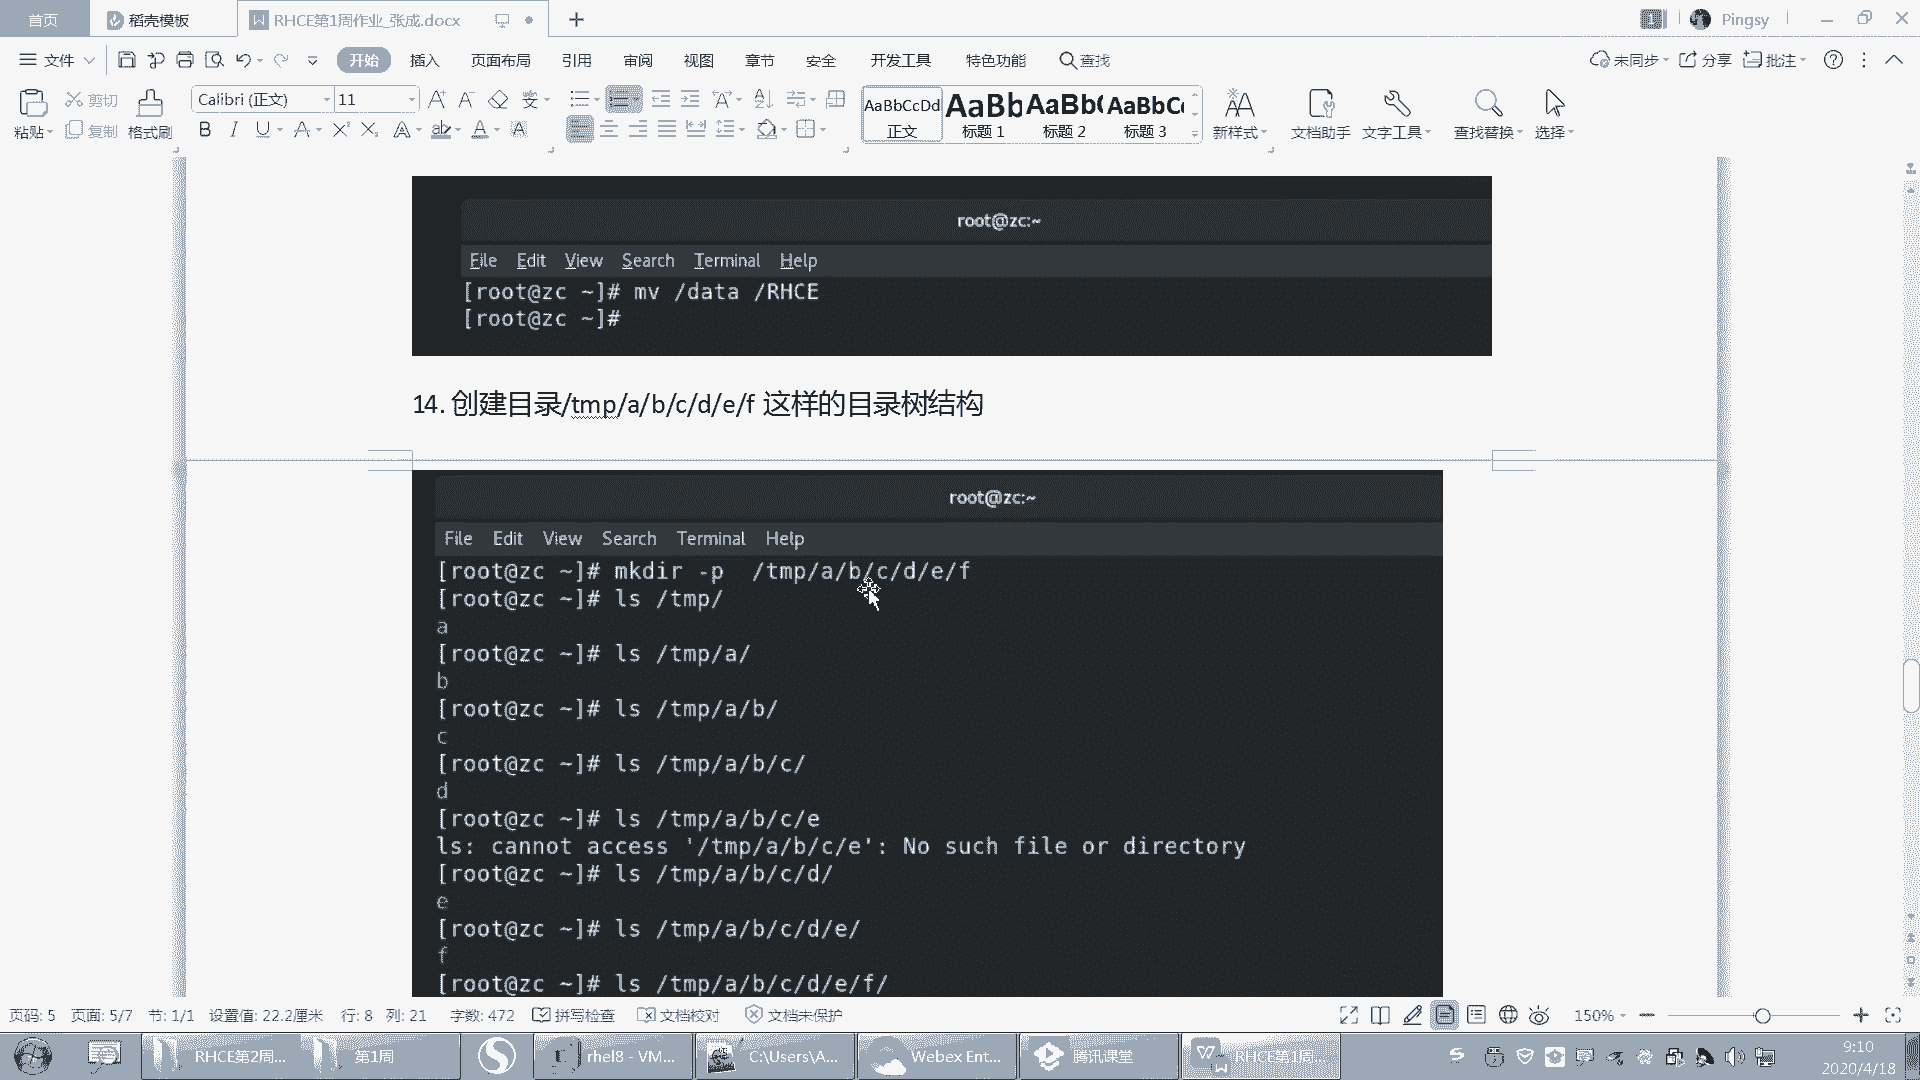 首页 稻壳模板 RHCE第1周作业_张成.docx Pingsy
文件 开始 插入 页面布局 引用 审阅 视图 章节 安全 开发工具 特色功能 查找 未同步 分享 批注
粘贴 剪切 复制 格式刷 Calibri (正文) 11 AaBbCcDd 正文 AaBb 标题 1 AaBb( 标题 2 AaBbC 标题 3 新样式 文档助手 文字工具 查找替换 选择
root@zc:~
File Edit View Search Terminal Help
[root@zc ~]# mv /data /RHCE
[root@zc ~]#
14. 创建目录/tmp/a/b/c/d/e/f 这样的目录树结构
root@zc:~
File Edit View Search Terminal Help
[root@zc ~]# mkdir -p  /tmp/a/b/c/d/e/f
[root@zc ~]# ls /tmp/
a
[root@zc ~]# ls /tmp/a/
b
[root@zc ~]# ls /tmp/a/b/
c
[root@zc ~]# ls /tmp/a/b/c/
d
[root@zc ~]# ls /tmp/a/b/c/e
ls: cannot access '/tmp/a/b/c/e': No such file or directory
[root@zc ~]# ls /tmp/a/b/c/d/
e
[root@zc ~]# ls /tmp/a/b/c/d/e/
f
[root@zc ~]# ls /tmp/a/b/c/d/e/f/
页码: 5 页面: 5/7 节: 1/1 设置值: 22.2厘米 行: 8 列: 21 字数: 472 拼写检查 文档校对 文档未保护 150%
RHCE第2周... 第1周 rhel8 - VM... C:\Users\A... Webex Ent... 腾讯课堂 RHCE第1周... 9:10
2020/4/18